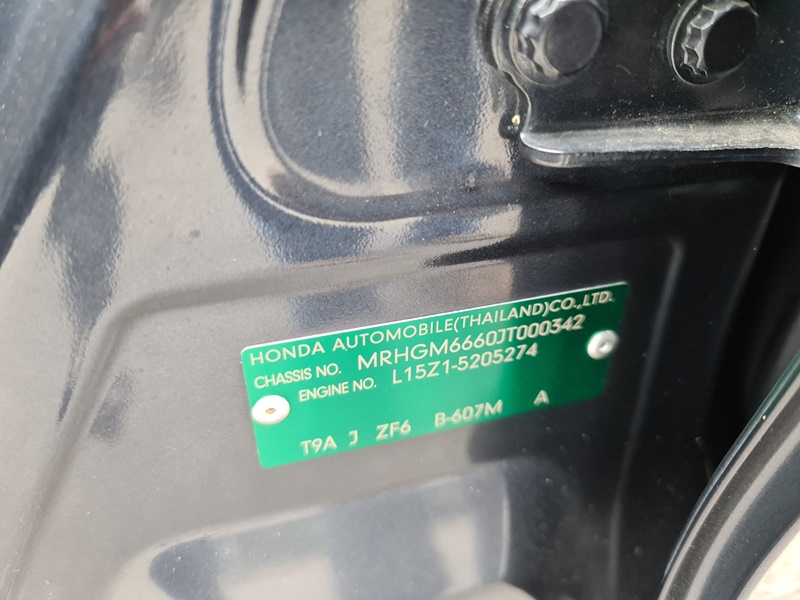 HONDA AUTOMOBILE(THAILAND)CO.,LTD.
CHASSIS NO. MRHGM6660JT000342
ENGINE NO. L15Z1-5205274
T9A J ZF6 B-607M A